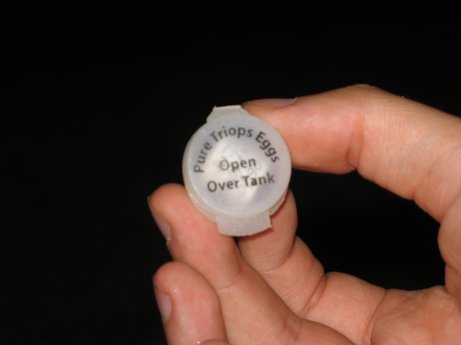 Pure Triops Eggs
Open
Over Tank